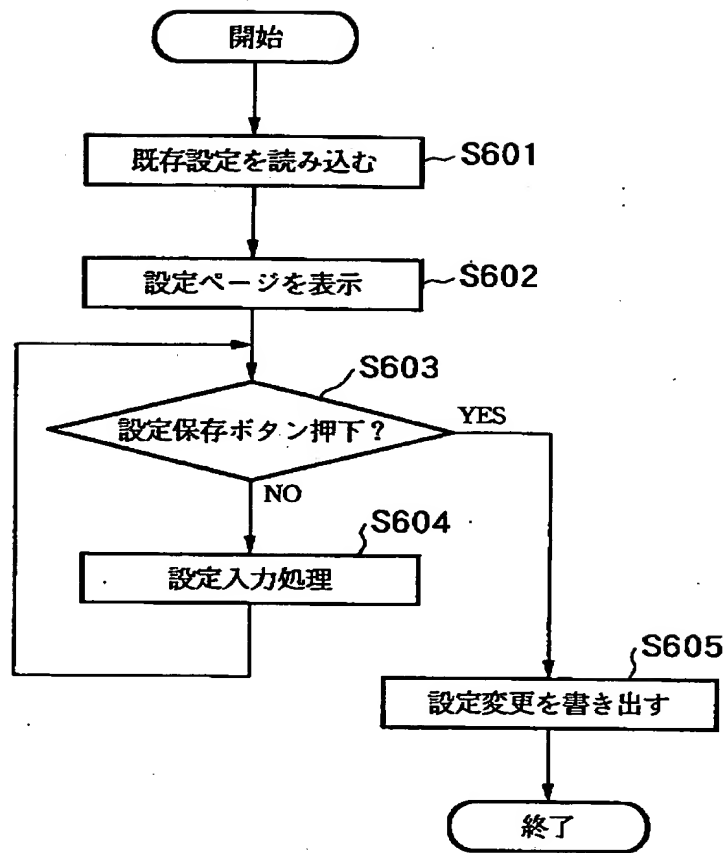 開始
既存設定を読み込む
S601
設定ページを表示
S602
S603
設定保存ボタン押下？
YES
NO
S604
設定入力処理
S605
設定変更を書き出す
終了